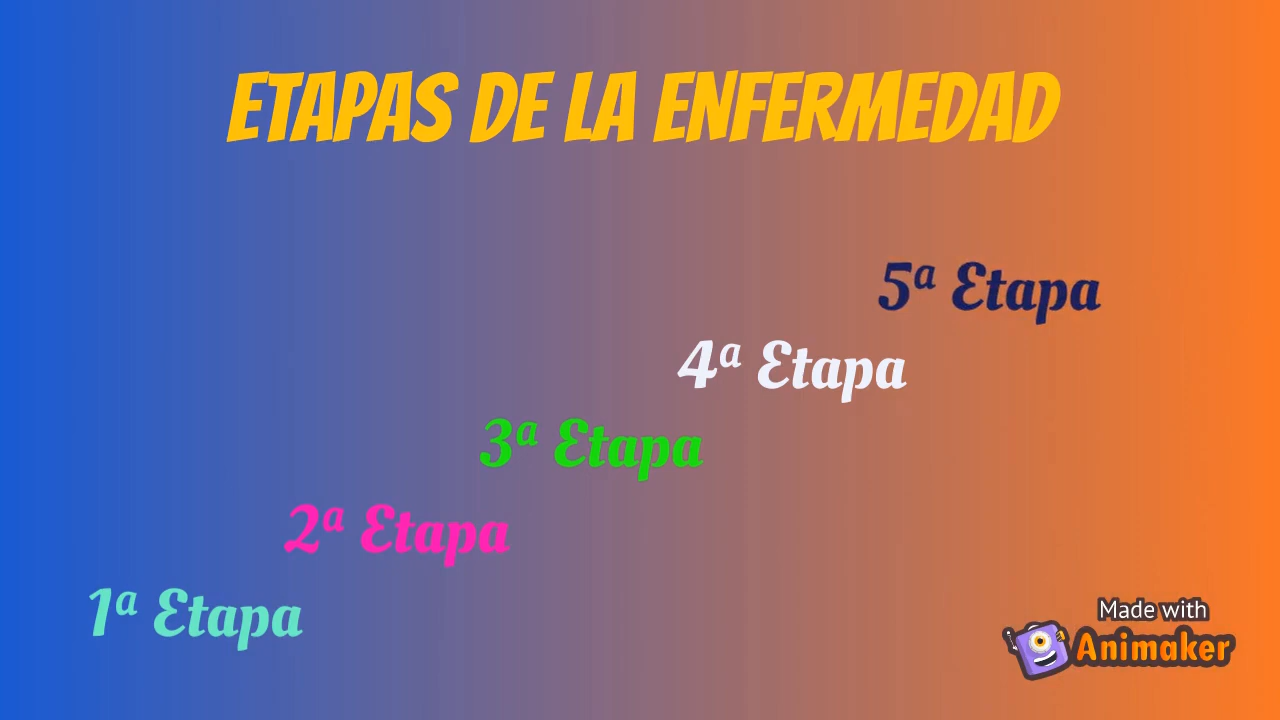 ETAPAS DE LA ENFERMEDAD
5ª Etapa
4ª Etapa
3ª Etapa
2ª Etapa
1ª Etapa
Made with
Animaker